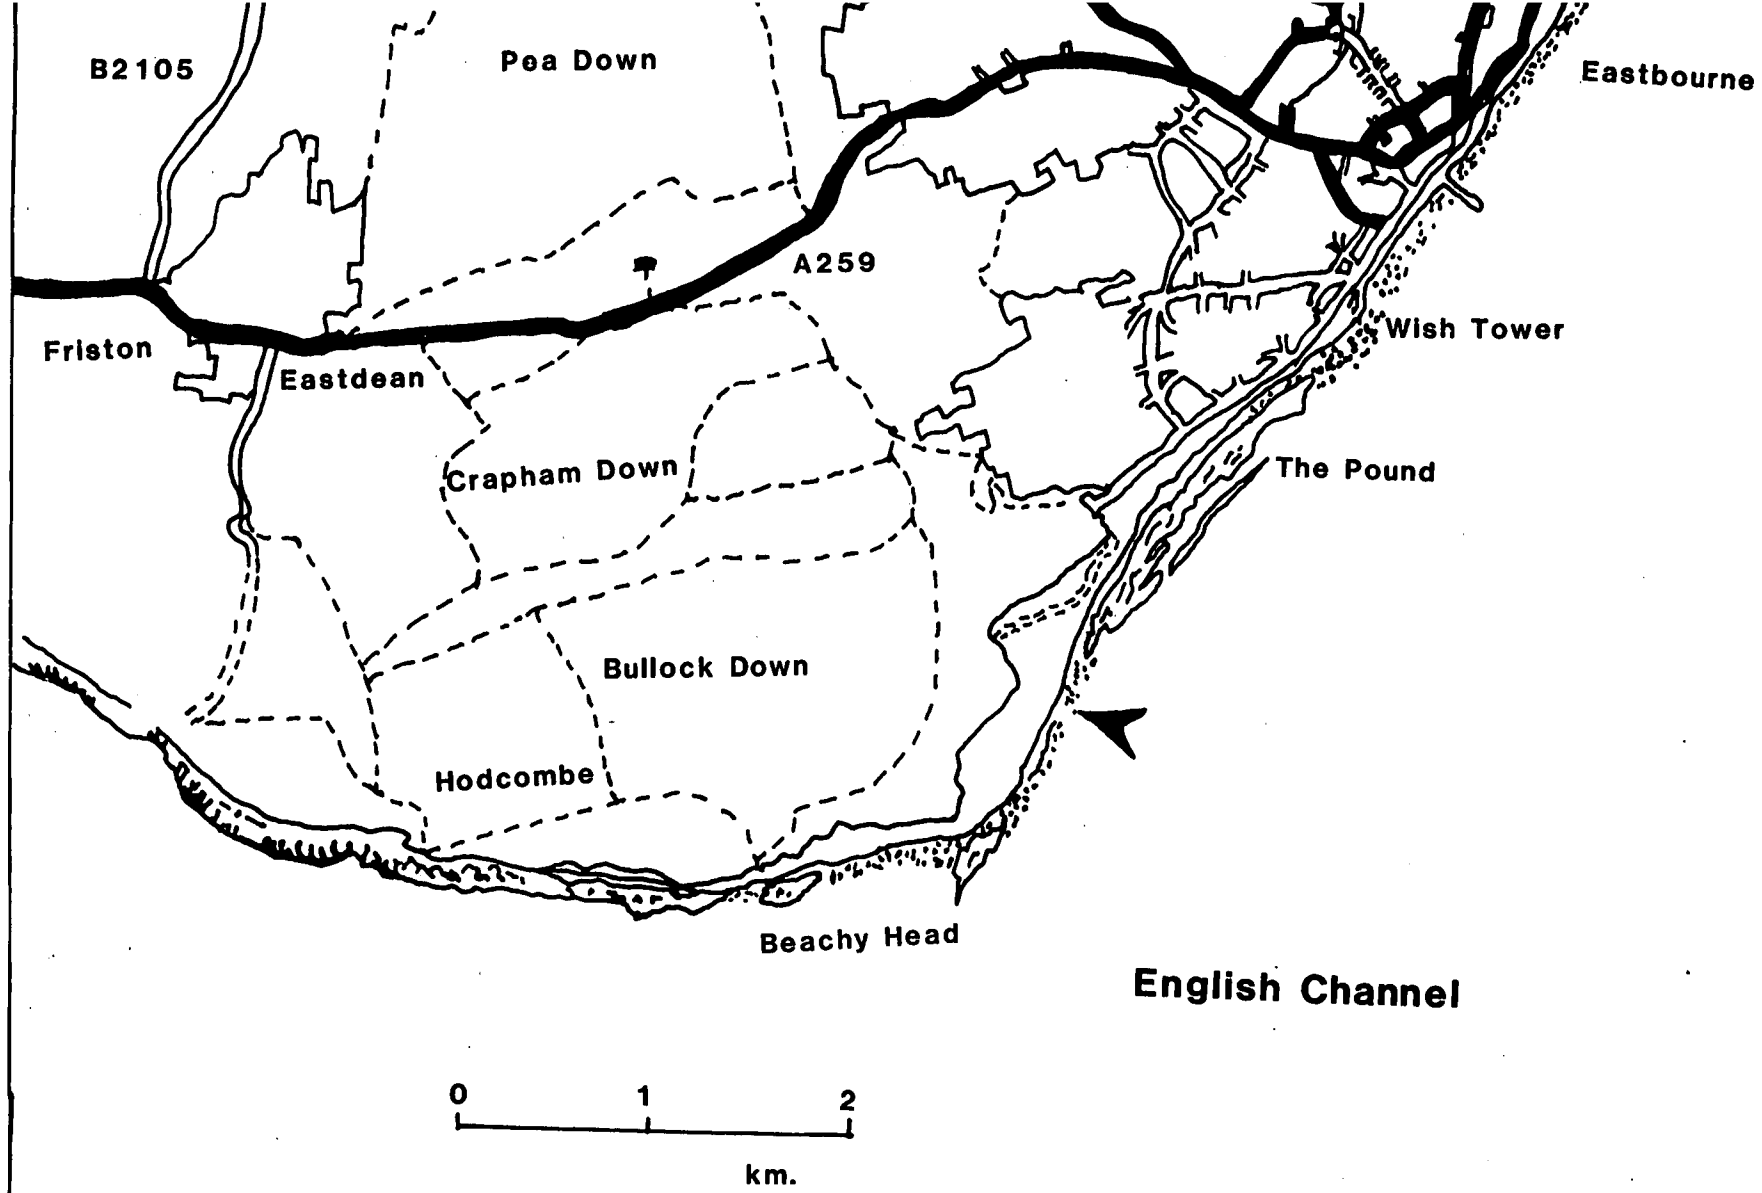 Pea Down
B2105
Eastbourne
A259
Wish Tower
Friston
Eastdean
Crapham Down
The Pound
Bullock Down
Hodcombe
Beachy Head
English Channel
0 1 2
km.